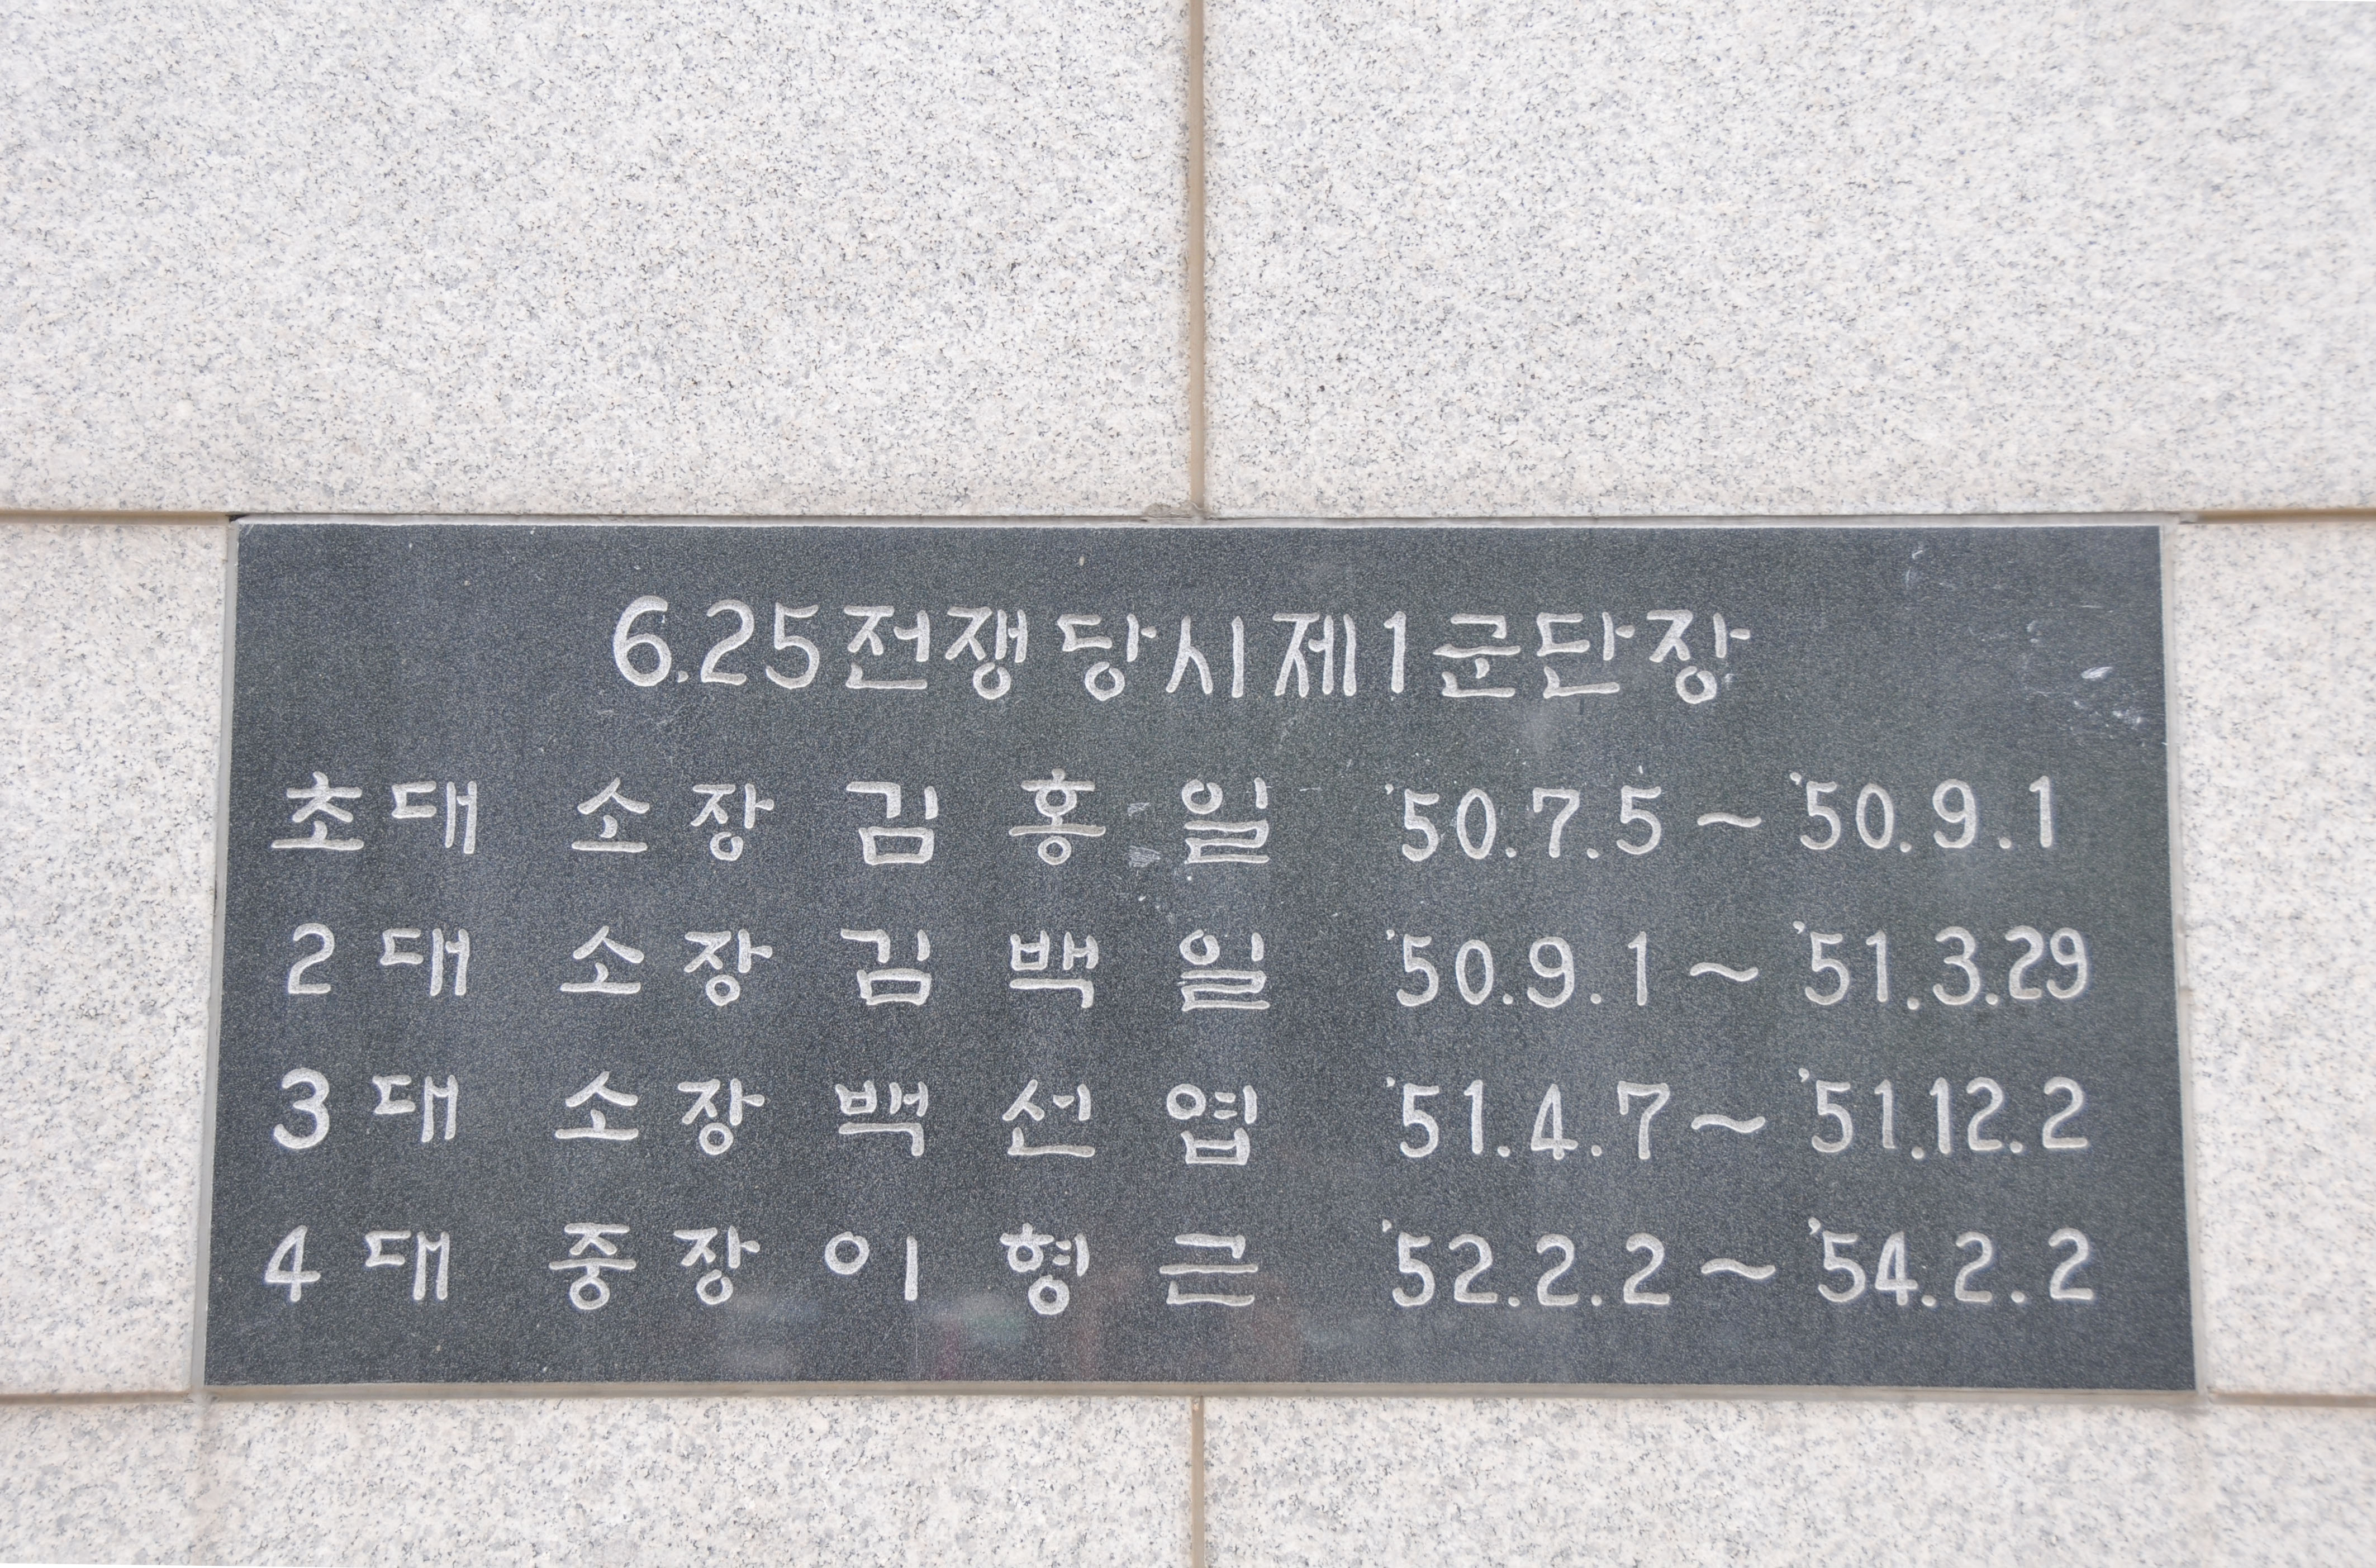 6.25전쟁당시제1군단장
초대 소장 김홍일 '50.7.5~'50.9.1
2대 소장 김백일 '50.9.1~'51.3.29
3대 소장 백선엽 '51.4.7~'51.12.2
4대 중장 이형근 '52.2.2~'54.2.2